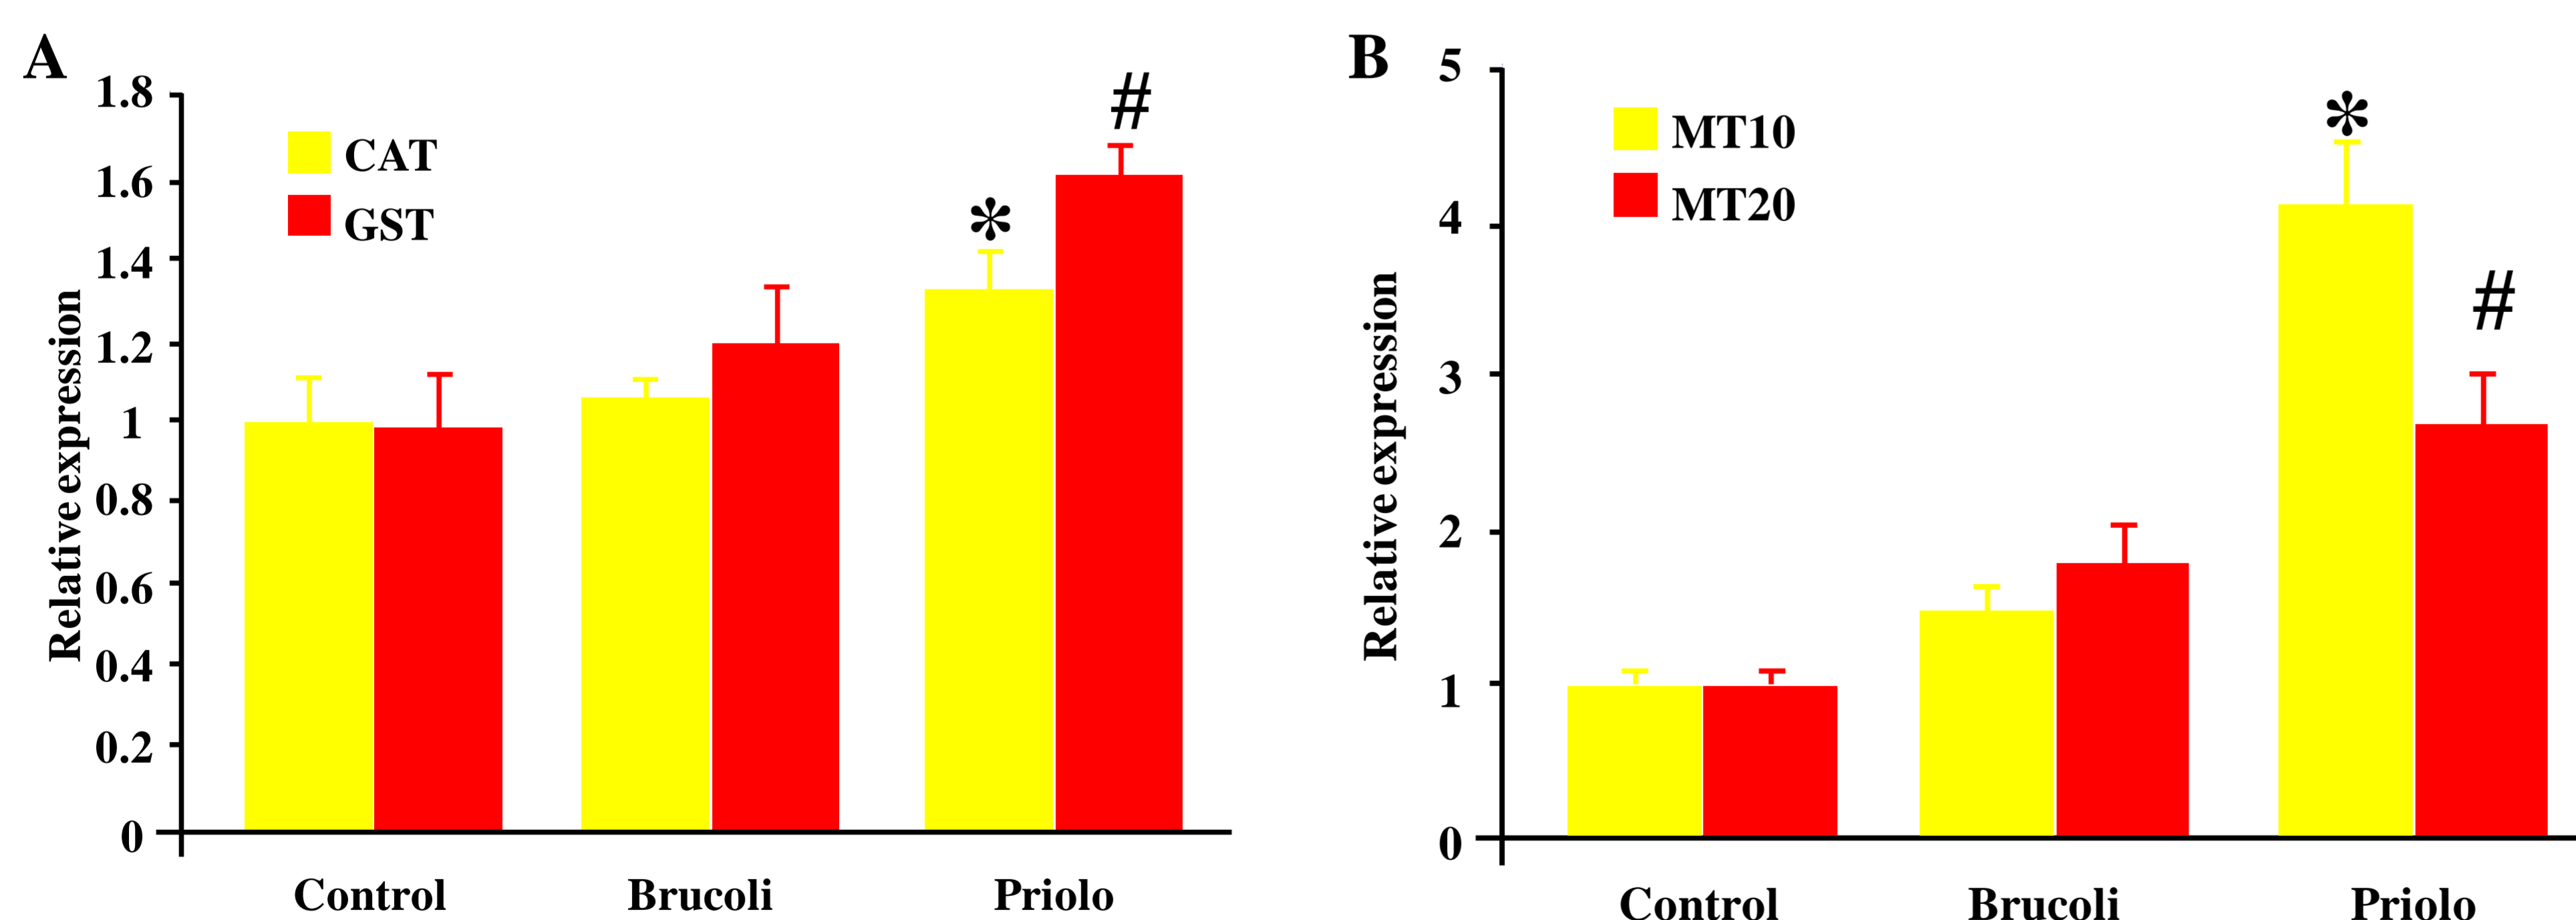 A
1.8
1.6
1.4
1.2
1
0.8
0.6
0.4
0.2
0
Relative expression
CAT
GST
*
#
Control Brucoli Priolo
B
5
4
3
2
1
0
Relative expression
MT10
MT20
*
#
Control Brucoli Priolo